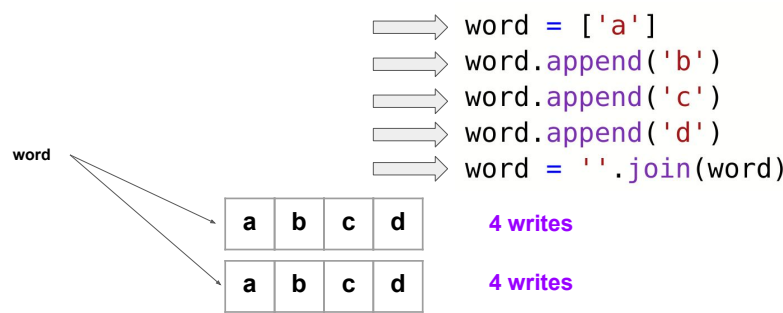 word = ['a']
word.append('b')
word.append('c')
word.append('d')
word = ''.join(word)
word
a b c d 4 writes
a b c d 4 writes